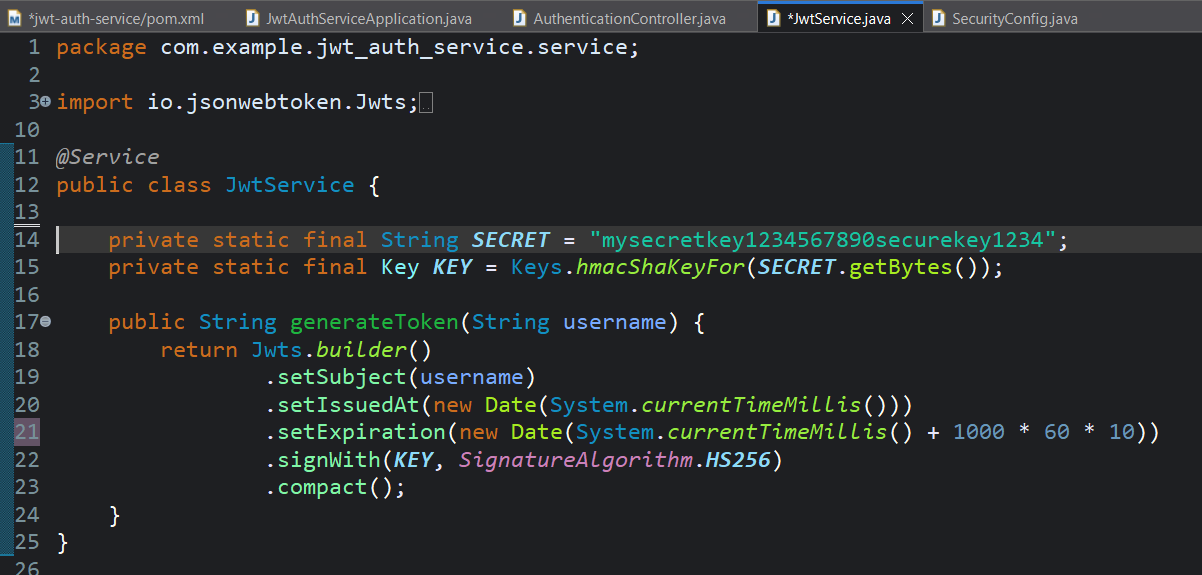 *jwt-auth-service/pom.xml JwtAuthServiceApplication.java AuthenticationController.java *JwtService.java SecurityConfig.java
1 package com.example.jwt_auth_service.service;
2
3 import io.jsonwebtoken.Jwts;
10
11 @Service
12 public class JwtService {
13
14 private static final String SECRET = "mysecretkey1234567890securekey1234";
15 private static final Key KEY = Keys.hmacShaKeyFor(SECRET.getBytes());
16
17 public String generateToken(String username) {
18 return Jwts.builder()
19 .setSubject(username)
20 .setIssuedAt(new Date(System.currentTimeMillis()))
21 .setExpiration(new Date(System.currentTimeMillis() + 1000 * 60 * 10))
22 .signWith(KEY, SignatureAlgorithm.HS256)
23 .compact();
24 }
25 }
26